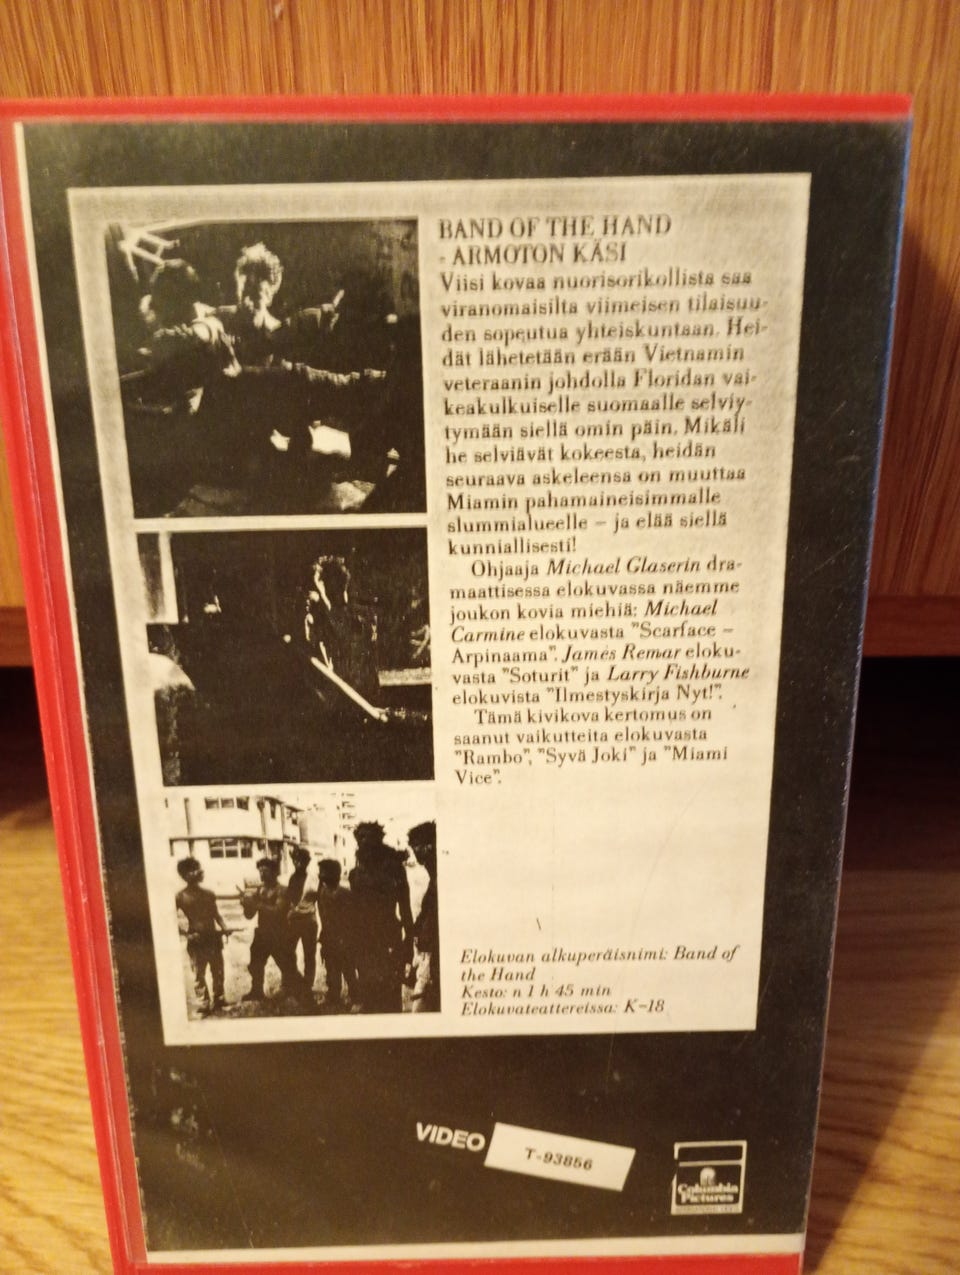 BAND OF THE HAND
- ARMOTON KÄSI
Viisi kovaa nuorisorikollista saa
viranomaisilta viimeisen tilaisuu-
den sopeutua yhteiskuntaan. Hei-
dät lähetetään erään Vietnamin
veteraanin johdolla Floridan vai-
keakulkuiselle suomaalle selviy-
tymään siellä omin päin. Mikäli
he selviävät kokeesta, heidän
seuraava askeleensa on muuttaa
Miamin pahamaineisimmalle
slummialueelle – ja elää siellä
kunniallisesti!
Ohjaaja Michael Glaserin dra-
maattisessa elokuvassa näemme
joukon kovia miehiä: Michael
Carmine elokuvasta "Scarface –
Arpinaama". James Remar eloku-
vasta "Soturit" ja Larry Fishburne
elokuvista "Ilmestyskirja Nyt!".
Tämä kivikova kertomus on
saanut vaikutteita elokuvasta
"Rambo", "Syvä Joki" ja "Miami
Vice".
Elokuvan alkuperäisnimi: Band of
the Hand
Kesto: n 1 h 45 min
Elokuvateattereissa: K-18
VIDEO T-93856
Columbia
Pictures